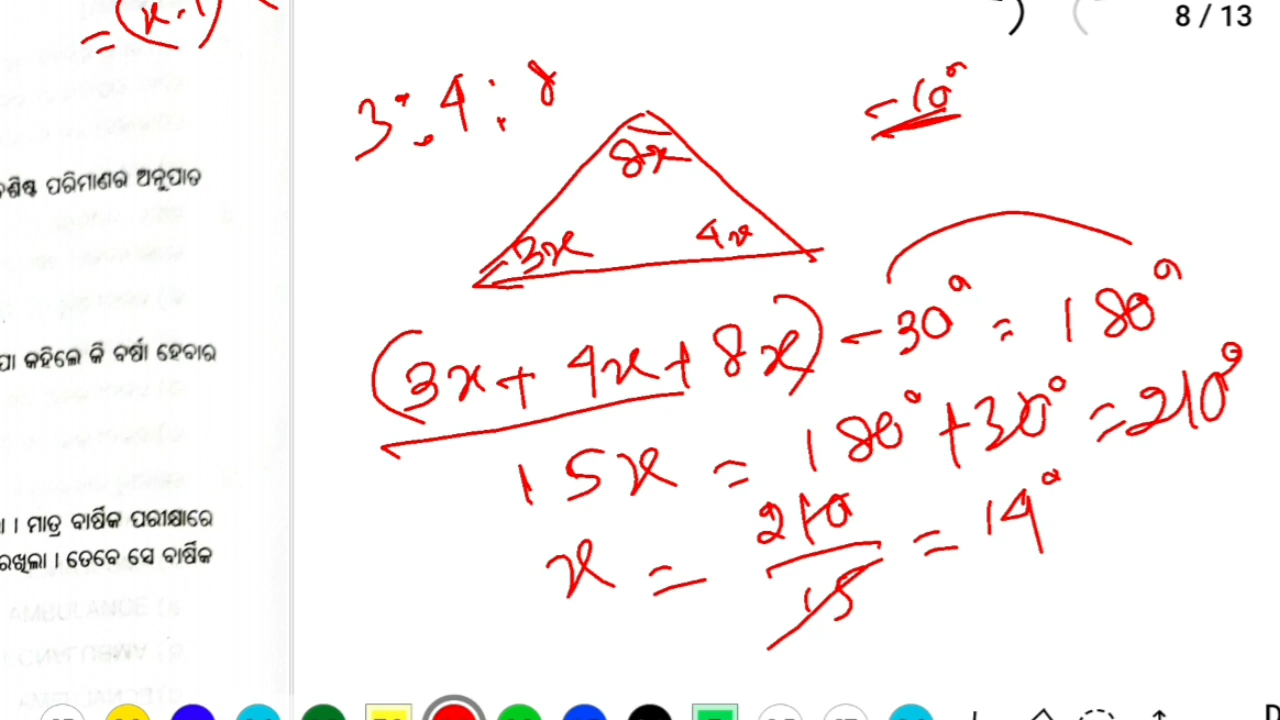 = (x-1)
8 / 13
3 : 4 : 8
= 10°
8x
ଶିଷ୍ଟ ପରିମାଣର ଅନୁପାତ
3x 4x
(3x + 4x + 8x) - 30° = 180°
ପା କହିଲେ କି ବର୍ଷା ହେବାର
15x = 180° + 30° = 210°
। ମାତ୍ର ବାର୍ଷିକ ପରୀକ୍ଷାରେ
x = 210/15 = 14°
ରଖିଲା । ତେବେ ସେ ବାର୍ଷିକ